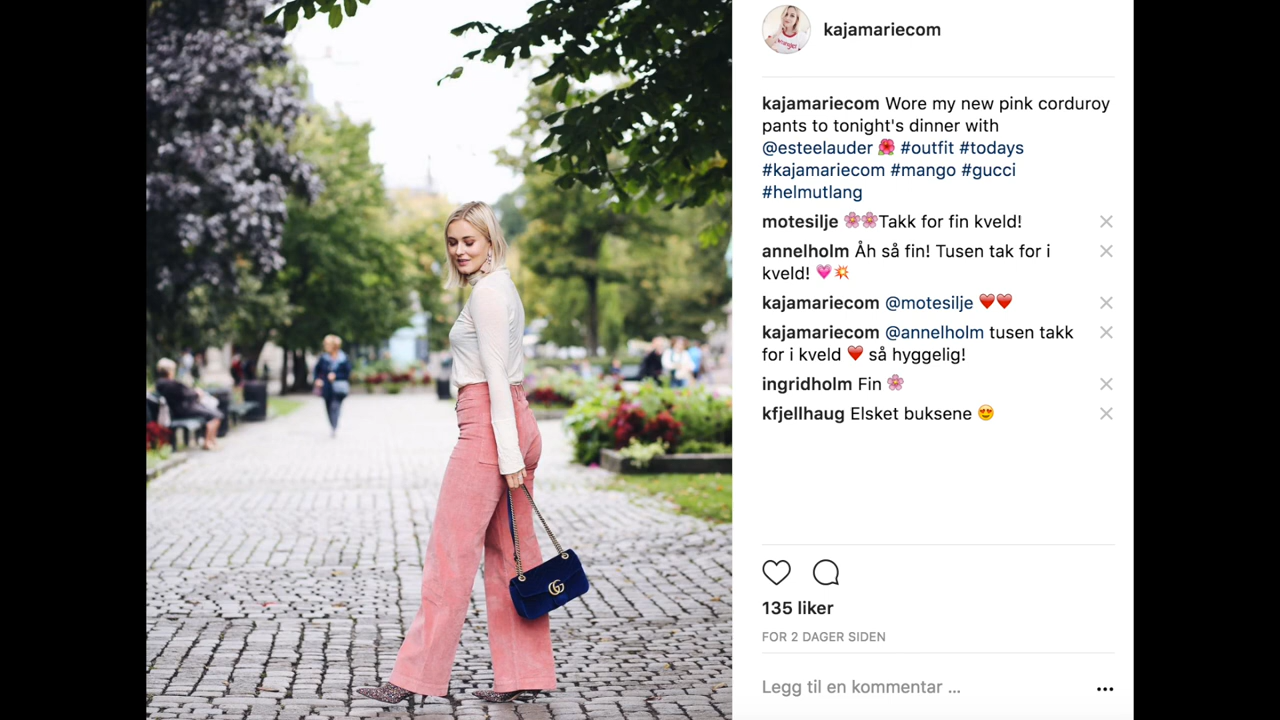 kajamariecom
kajamariecom Wore my new pink corduroy
pants to tonight's dinner with
@esteelauder 🌺 #outfit #todays
#kajamariecom #mango #gucci
#helmutlang
motesilje 🌸🌸Takk for fin kveld!
annelholm Åh så fin! Tusen tak for i
kveld! 💗💥
kajamariecom @motesilje ❤️❤️
kajamariecom @annelholm tusen takk
for i kveld ❤️ så hyggelig!
ingridholm Fin 🌸
kfjellhaug Elsket buksene 😍
135 liker
FOR 2 DAGER SIDEN
Legg til en kommentar ...